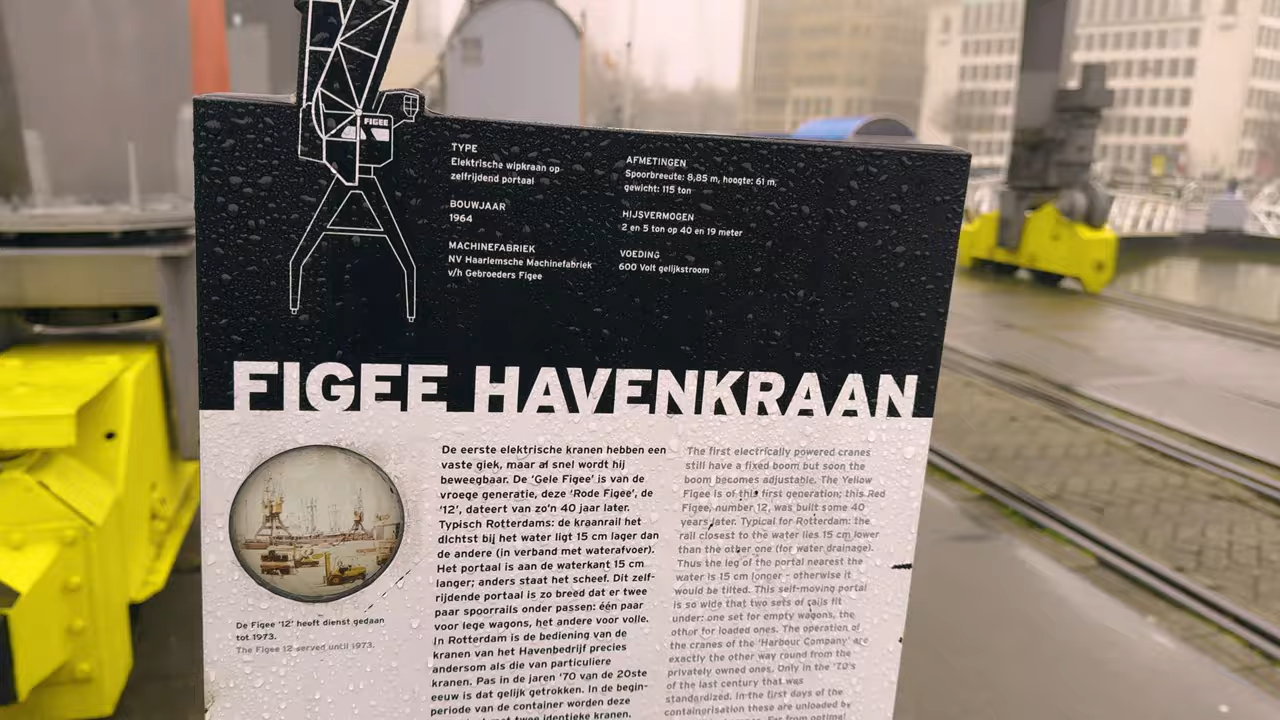 FIGEE
TYPE
Elektrische wipkraan op
zelfrijdend portaal
BOUWJAAR
1964
MACHINEFABRIEK
NV Haarlemsche Machinefabriek
v/h Gebroeders Figee
AFMETINGEN
Spoorbreedte: 8,85 m, hoogte: 61 m,
gewicht: 115 ton
HIJSVERMOGEN
2 en 5 ton op 40 en 19 meter
VOEDING
600 Volt gelijkstroom
FIGEE HAVENKRAAN
De Figee '12' heeft dienst gedaan
tot 1973.
The Figee 12 served until 1973.
De eerste elektrische kranen hebben een
vaste giek, maar al snel wordt hij
beweegbaar. De 'Gele Figee' is van de
vroege generatie, deze 'Rode Figee', de
'12', dateert van zo'n 40 jaar later.
Typisch Rotterdams: de kraanrail het
dichtst bij het water ligt 15 cm lager dan
de andere (in verband met waterafvoer).
Het portaal is aan de waterkant 15 cm
langer; anders staat het scheef. Dit zelf-
rijdende portaal is zo breed dat er twee
paar spoorrails onder passen: één paar
voor lege wagons, het andere voor volle.
In Rotterdam is de bediening van de
kranen van het Havenbedrijf precies
andersom als die van particuliere
kranen. Pas in de jaren '70 van de 20ste
eeuw is dat gelijk getrokken. In de begin-
periode van de container worden deze
met twee identieke kranen.
The first electrically powered cranes
still have a fixed boom but soon the
boom becomes adjustable. The Yellow
Figee is of this first generation; this Red
Figee, number 12, was built some 40
years later. Typical for Rotterdam: the
rail closest to the water lies 15 cm lower
than the other one (for water drainage).
Thus the leg of the portal nearest the
water is 15 cm longer - otherwise it
would be tilted. This self-moving portal
is so wide that two sets of rails fit
under: one set for empty wagons, the
other for loaded ones. The operation of
the cranes of the 'Harbour Company' are
exactly the other way round from the
privately owned ones. Only in the '70's
of the last century that was
standardized. In the first days of the
containerisation these are unloaded by
Far from optimal